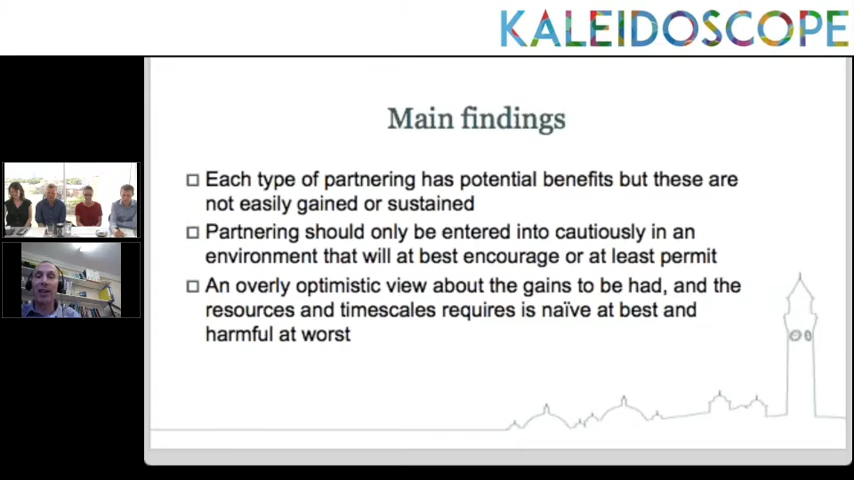 KALEIDOSCOPE
Main findings
Each type of partnering has potential benefits but these are
not easily gained or sustained
Partnering should only be entered into cautiously in an
environment that will at best encourage or at least permit
An overly optimistic view about the gains to be had, and the
resources and timescales requires is naïve at best and
harmful at worst